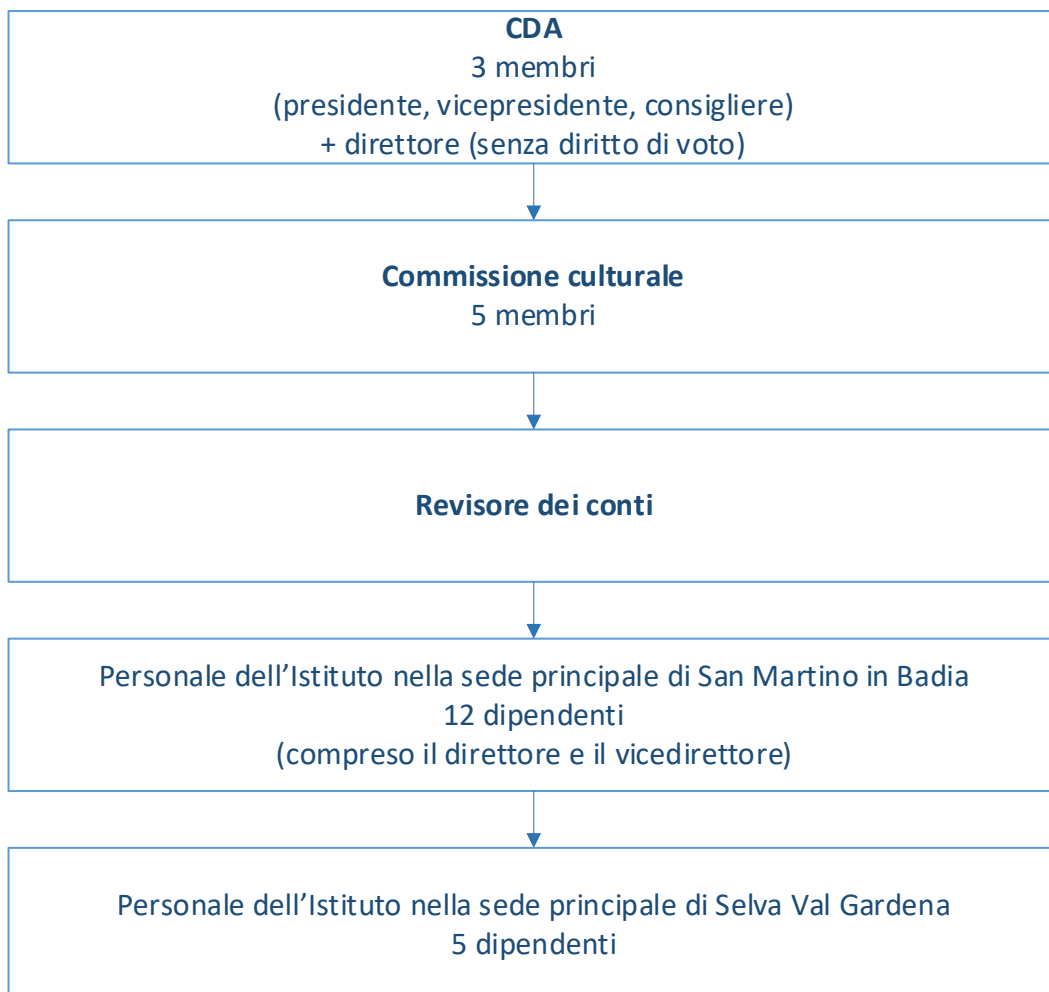 CDA
3 membri
(presidente, vicepresidente, consigliere)
+ direttore (senza diritto di voto)
Commissione culturale
5 membri
Revisore dei conti
Personale dell’Istituto nella sede principale di San Martino in Badia
12 dipendenti
(compreso il direttore e il vicedirettore)
Personale dell’Istituto nella sede principale di Selva Val Gardena
5 dipendenti